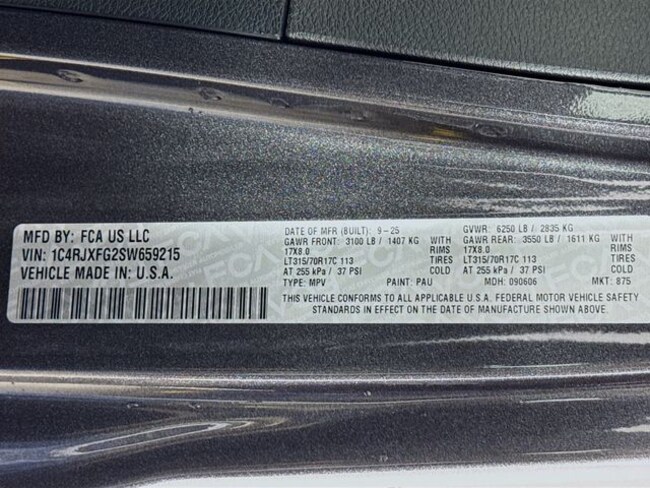 MFD BY: FCA US LLC
VIN: 1C4RJXFG2SW659215
VEHICLE MADE IN U.S.A.
DATE OF MFR (BUILT): 9-25 GVWR: 6250 LB / 2835 KG
GAWR FRONT: 3100 LB / 1407 KG WITH GAWR REAR: 3550 LB / 1611 KG WITH
17X8.0 RIMS 17X8.0 RIMS
LT315/70R17C 113 TIRES LT315/70R17C 113 TIRES
AT 255 kPa / 37 PSI COLD AT 255 kPa / 37 PSI COLD
TYPE: MPV PAINT: PAU MDH: 090606 MKT: 875
THIS VEHICLE CONFORMS TO ALL APPLICABLE U.S.A. FEDERAL MOTOR VEHICLE SAFETY
STANDARDS IN EFFECT ON THE DATE OF MANUFACTURE SHOWN ABOVE.